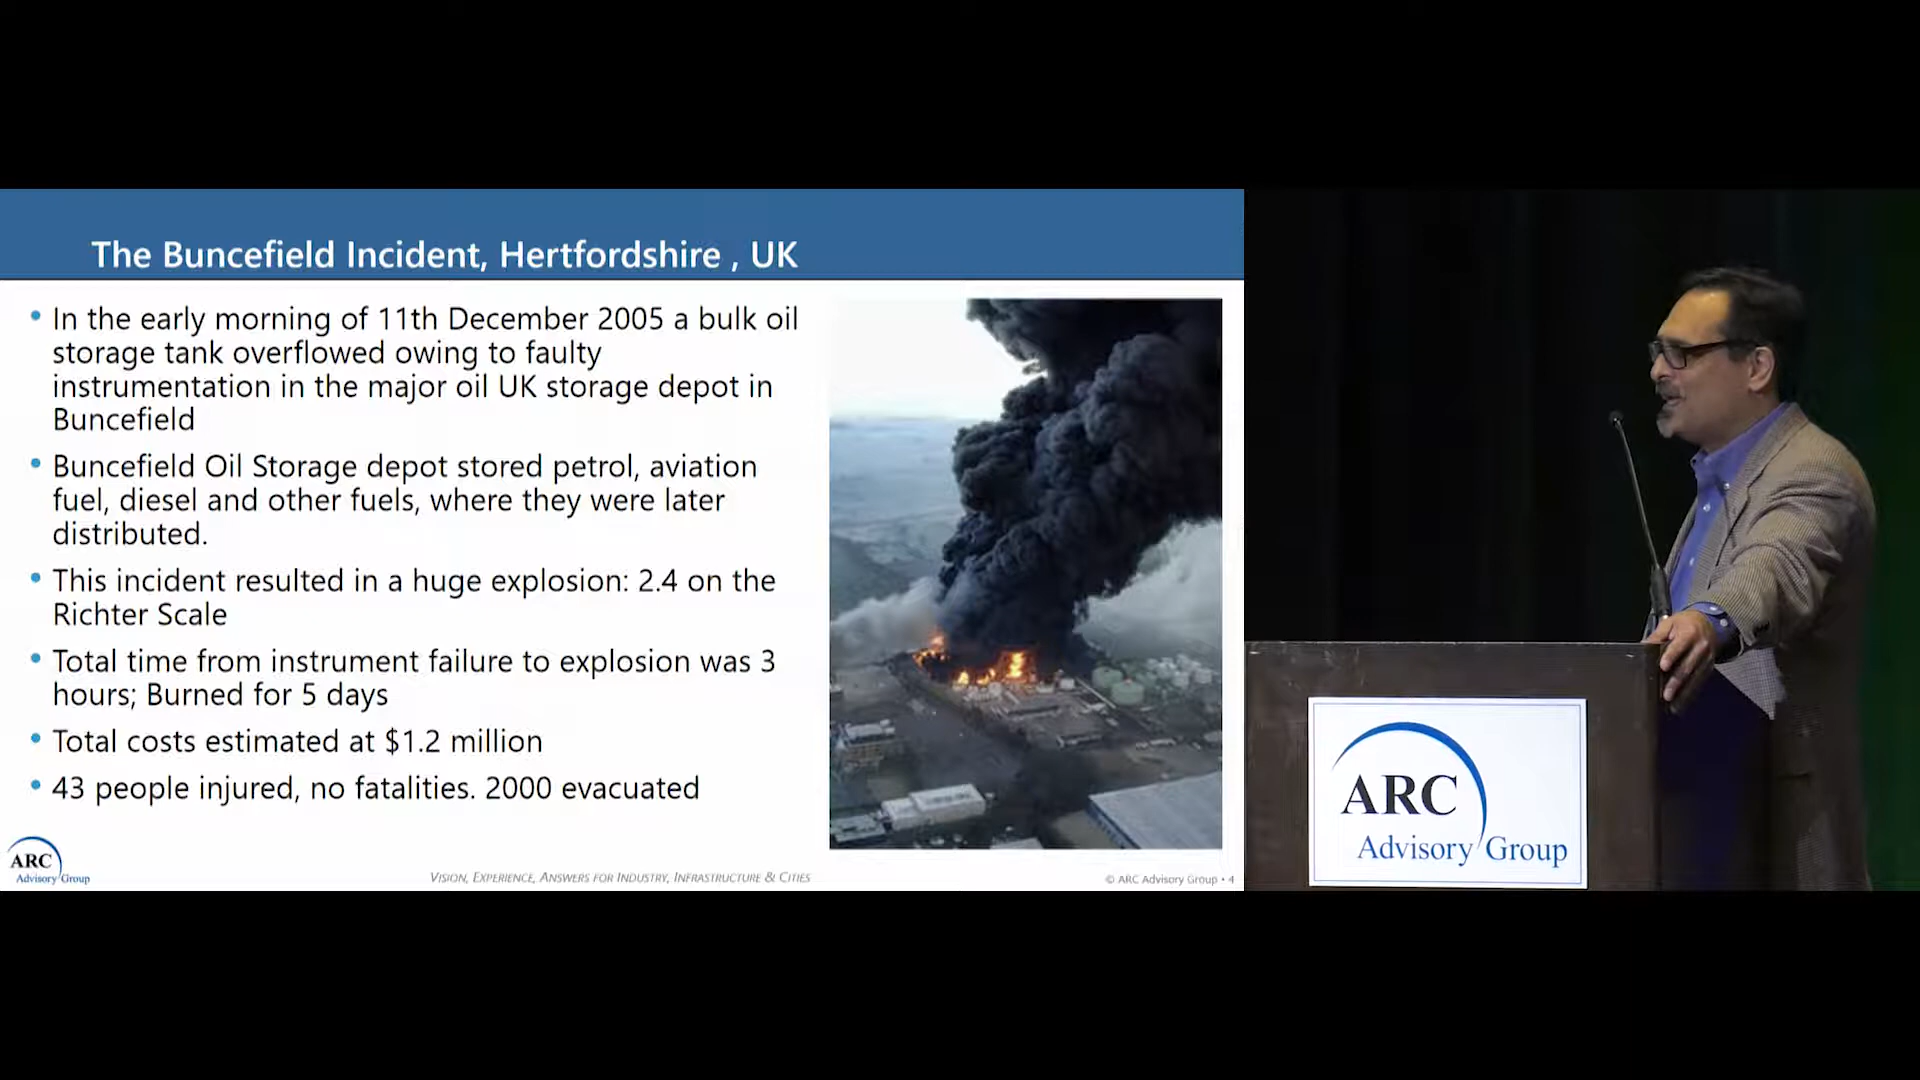 The Buncefield Incident, Hertfordshire , UK
• In the early morning of 11th December 2005 a bulk oil
storage tank overflowed owing to faulty
instrumentation in the major oil UK storage depot in
Buncefield
• Buncefield Oil Storage depot stored petrol, aviation
fuel, diesel and other fuels, where they were later
distributed.
• This incident resulted in a huge explosion: 2.4 on the
Richter Scale
• Total time from instrument failure to explosion was 3
hours; Burned for 5 days
• Total costs estimated at $1.2 million
• 43 people injured, no fatalities. 2000 evacuated
ARC
Advisory Group
VISION, EXPERIENCE, ANSWERS FOR INDUSTRY, INFRASTRUCTURE & CITIES
© ARC Advisory Group • 4
ARC
Advisory Group